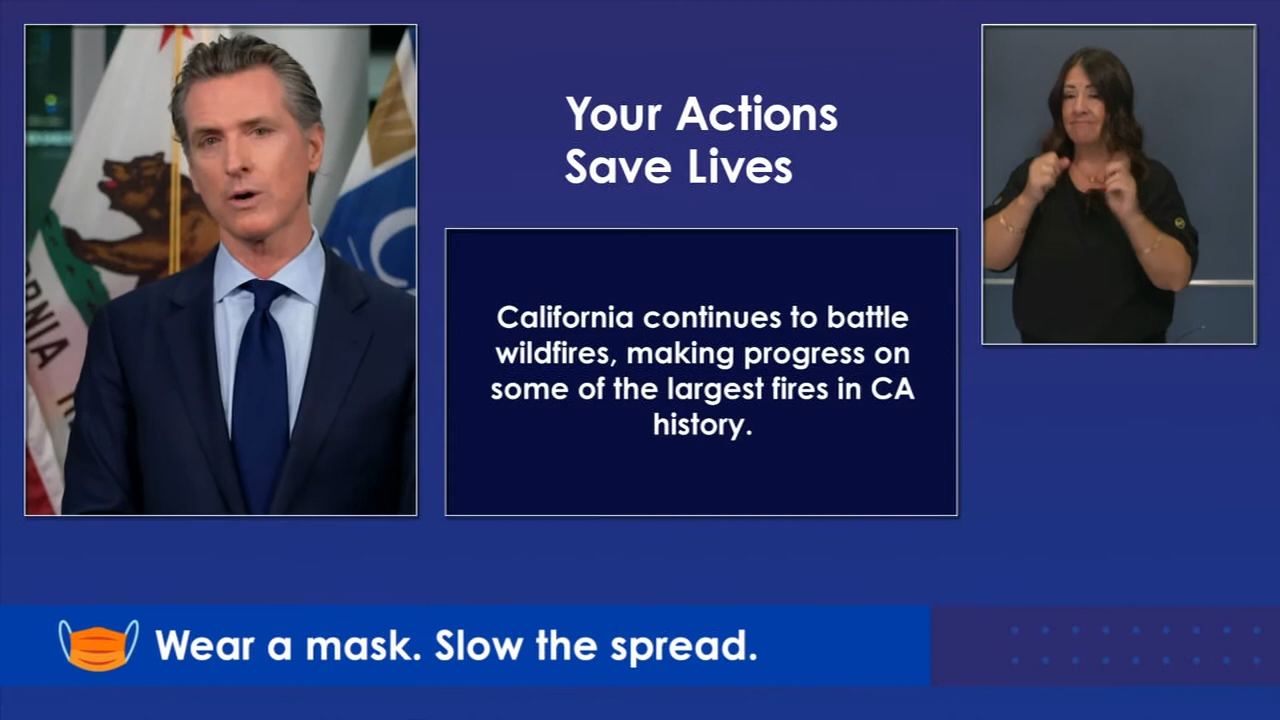 Your Actions
Save Lives
California continues to battle
wildfires, making progress on
some of the largest fires in CA
history.
Wear a mask. Slow the spread.